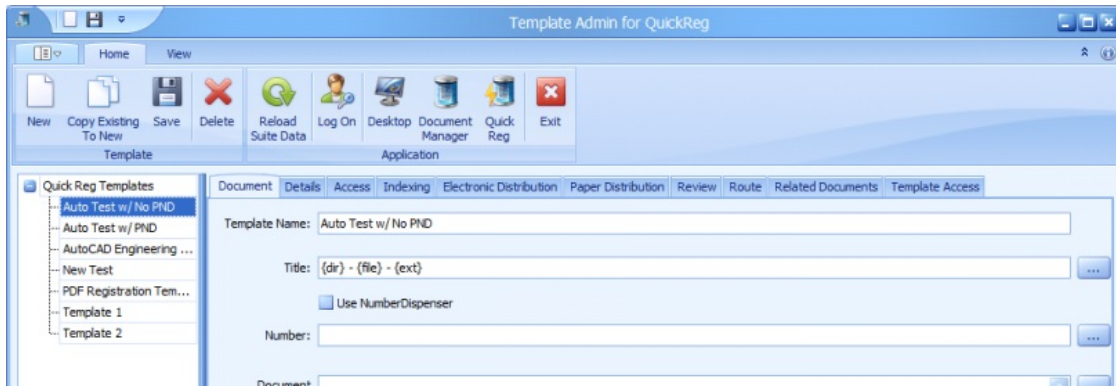 Template Admin for QuickReg
Home View
New Copy Existing To New Save Delete Reload Suite Data Log On Desktop Document Manager Quick Reg Exit
Template Application
Quick Reg Templates
Auto Test w/ No PND
Auto Test w/ PND
AutoCAD Engineering ...
New Test
PDF Registration Tem...
Template 1
Template 2
Document Details Access Indexing Electronic Distribution Paper Distribution Review Route Related Documents Template Access
Template Name: Auto Test w/ No PND
Title: {dir} - {file} - {ext} ...
Use NumberDispenser
Number: ...
Document